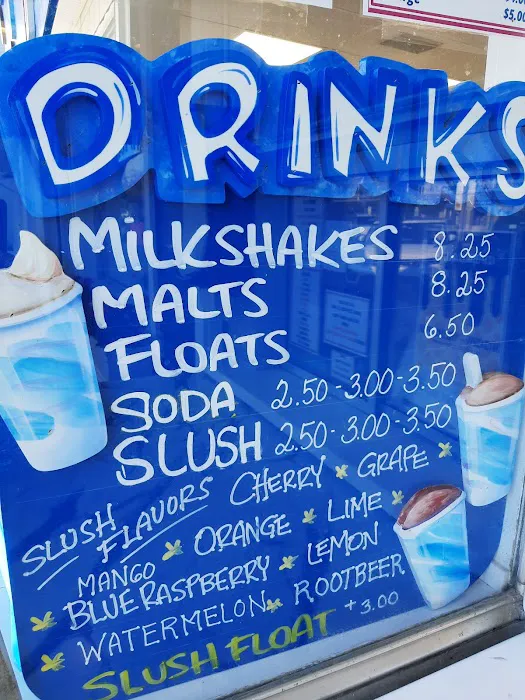 $5.00
DRINKS
MILKSHAKES 8.25
MALTS 8.25
FLOATS 6.50
SODA 2.50-3.00-3.50
SLUSH 2.50-3.00-3.50
SLUSH FLAVORS
CHERRY GRAPE
MANGO ORANGE LIME
BLUE RASPBERRY LEMON
WATERMELON ROOTBEER
SLUSH FLOAT +3.00